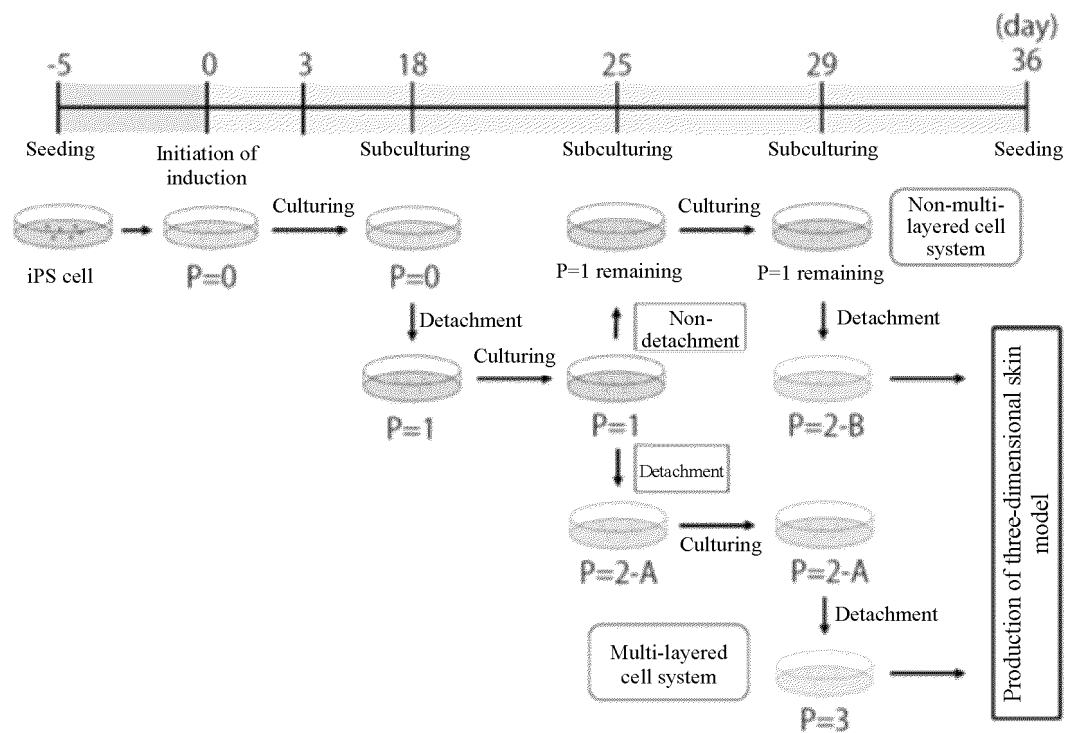 (day)
-5
0
3
18
25
29
36
Seeding
Initiation of
induction
Subculturing
Subculturing
Subculturing
Seeding
Culturing
Culturing
Non-multi-
layered cell
system
iPS cell
P=0
P=0
P=1 remaining
P=1 remaining
Detachment
Non-
detachment
Detachment
Culturing
P=1
P=1
P=2-B
Detachment
Culturing
P=2-A
P=2-A
Detachment
Multi-layered
cell system
P=3
Production of three-dimensional skin
model